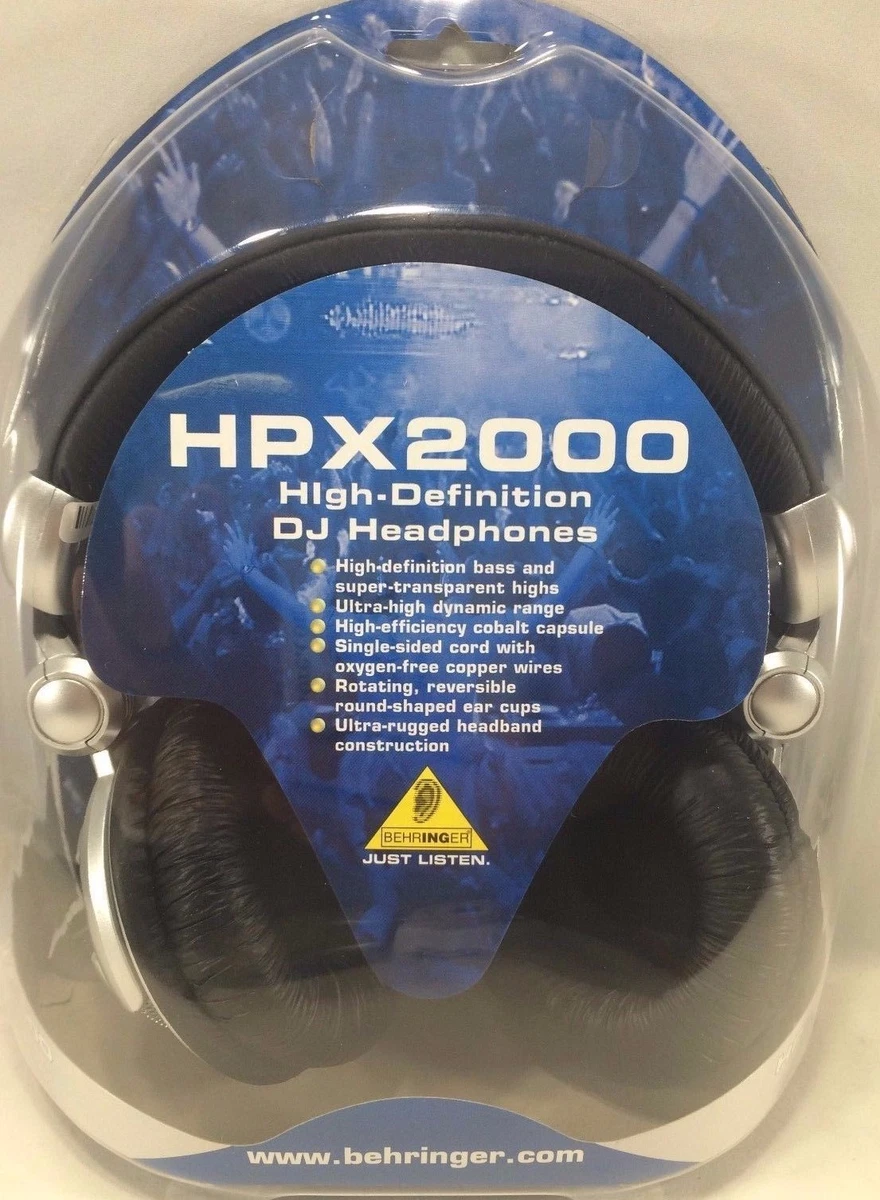 HPX2000
HIgh-Definition
DJ Headphones
High-definition bass and
super-transparent highs
Ultra-high dynamic range
High-efficiency cobalt capsule
Single-sided cord with
oxygen-free copper wires
Rotating, reversible
round-shaped ear cups
Ultra-rugged headband
construction
BEHRINGER
JUST LISTEN.
www.behringer.com